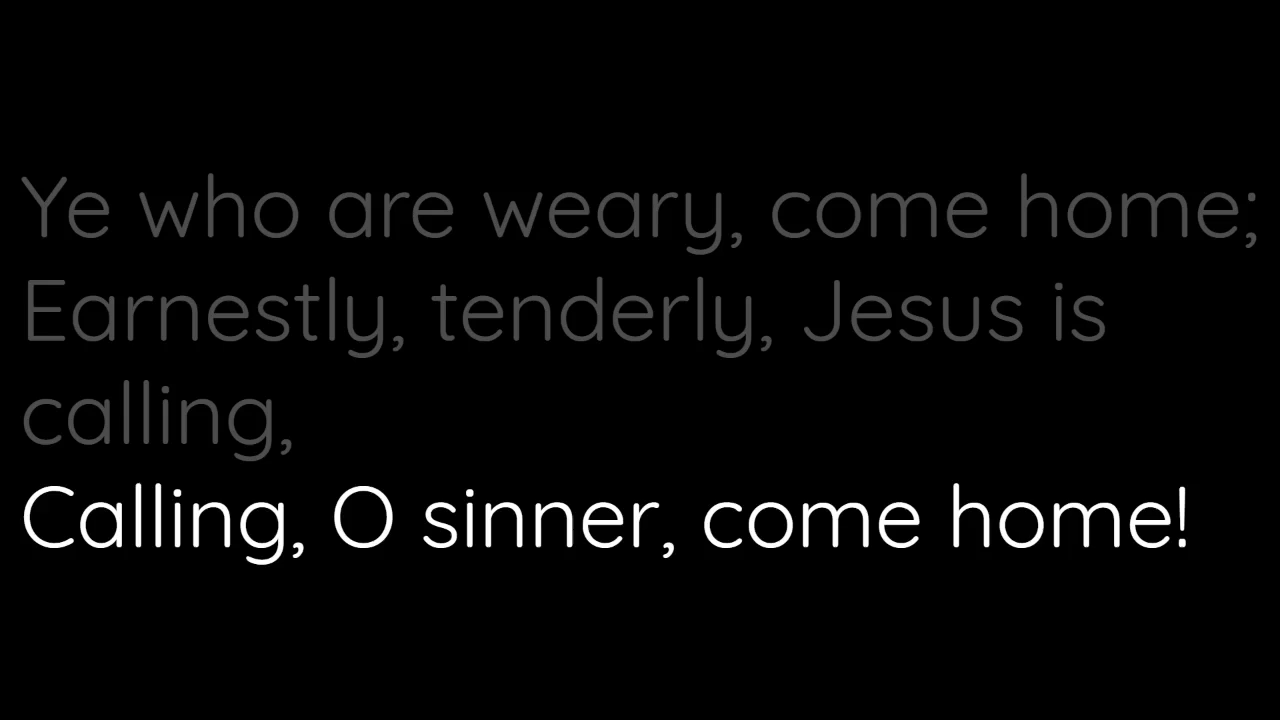 Ye who are weary, come home;
Earnestly, tenderly, Jesus is
calling,
Calling, O sinner, come home!